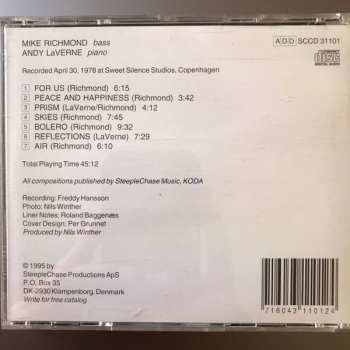 MIKE RICHMOND bass
ANDY LaVERNE piano
A D D SCCD 31101
COMPACT disc DIGITAL AUDIO
Recorded April 30, 1978 at Sweet Silence Studios, Copenhagen
1 FOR US (Richmond) 6:15
2 PEACE AND HAPPINESS (Richmond) 3:42
3 PRISM (LaVerne/Richmond) 4:12
4 SKIES (Richmond) 7:45
5 BOLERO (Richmond) 9:32
6 REFLECTIONS (LaVerne) 7:29
7 AIR (Richmond) 6:10
Total Playing Time 45:12
All compositions published by SteepleChase Music, KODA
Recording: Freddy Hansson
Photo: Nils Winther
Liner Notes: Roland Baggenæs
Cover Design: Per Grunnet
Produced by Nils Winther
© 1995 by
SteepleChase Productions ApS
P.O. Box 35
DK-2930 Klampenborg, Denmark
Write for free catalog
716043 110124